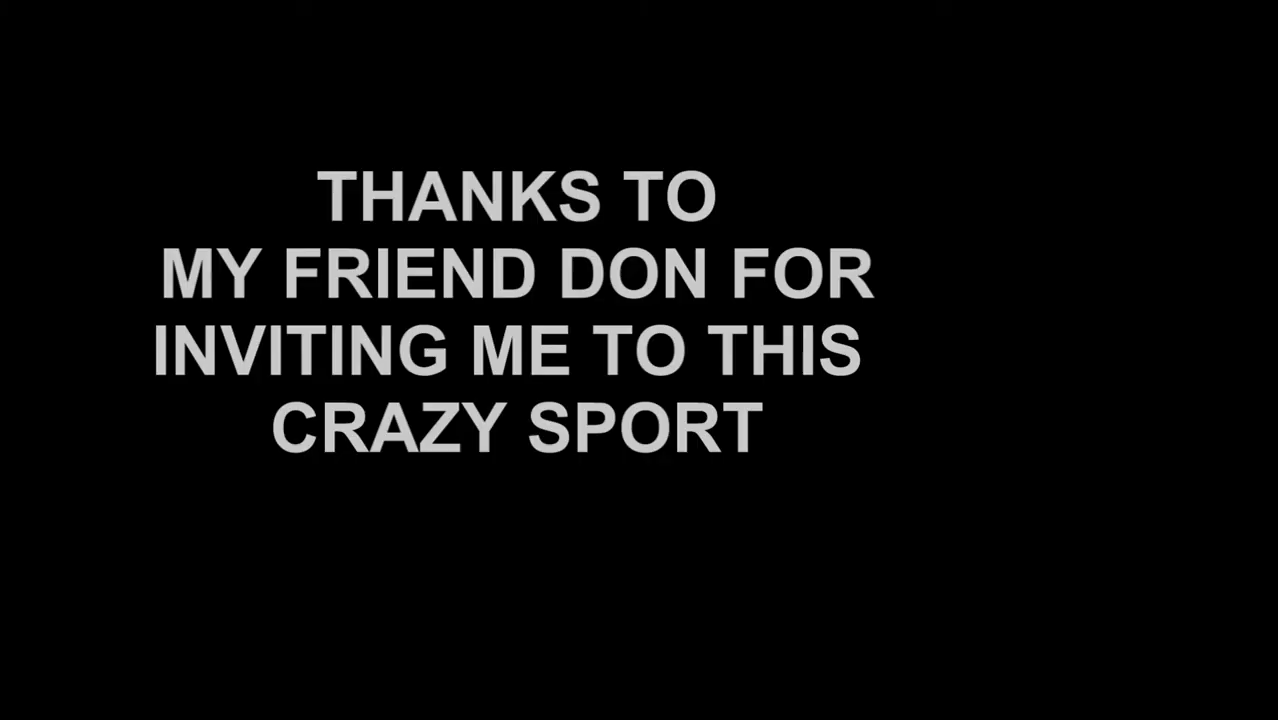 THANKS TO
MY FRIEND DON FOR
INVITING ME TO THIS
CRAZY SPORT